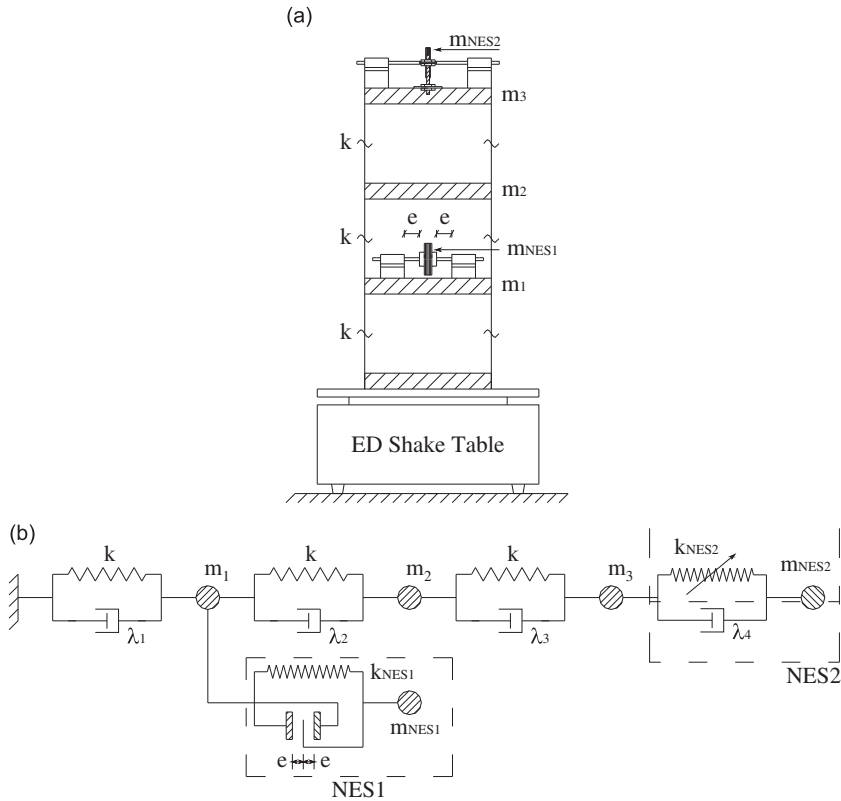 (a)
mNES2
m3
k
m2
e e
k
mNES1
m1
k
ED Shake Table
(b)
k m1 k m2 k m3 kNES2 mNES2
λ1 λ2 λ3 λ4
kNES1 NES2
mNES1
e e
NES1